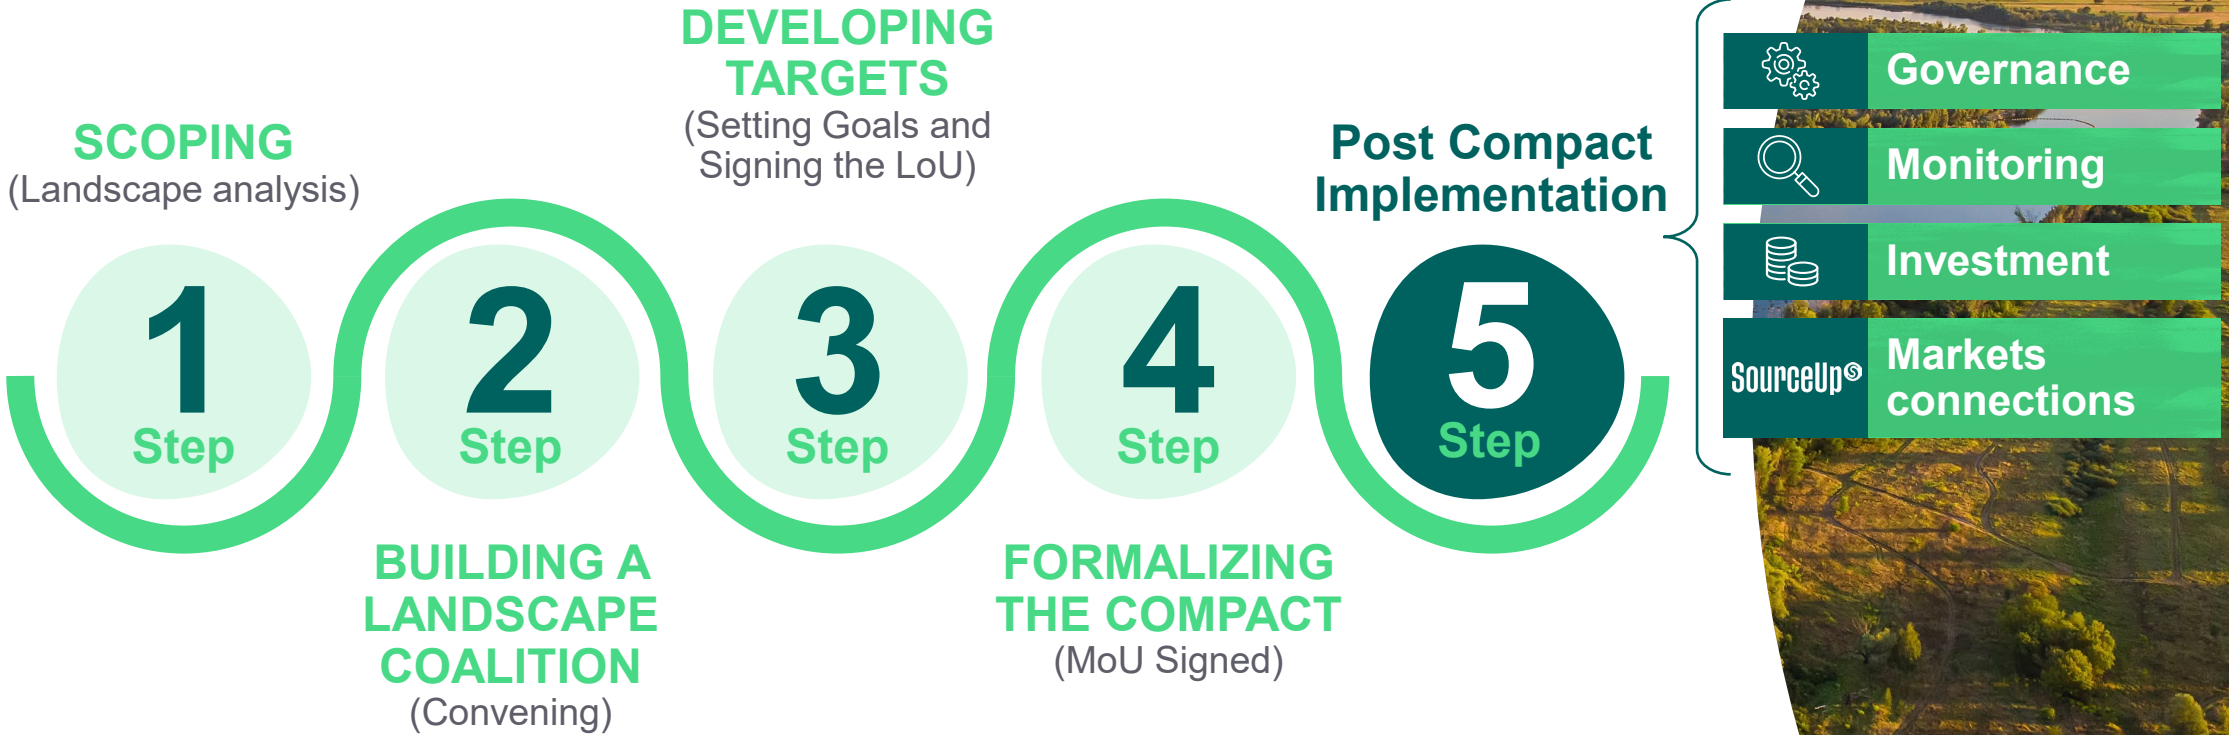 SCOPING
(Landscape analysis)
1
Step
2
Step
BUILDING A
LANDSCAPE
COALITION
(Convening)
DEVELOPING
TARGETS
(Setting Goals and
Signing the LoU)
3
Step
4
Step
FORMALIZING
THE COMPACT
(MoU Signed)
Post Compact
Implementation
5
Step
Governance
Monitoring
Investment
SourceUp
Markets
connections